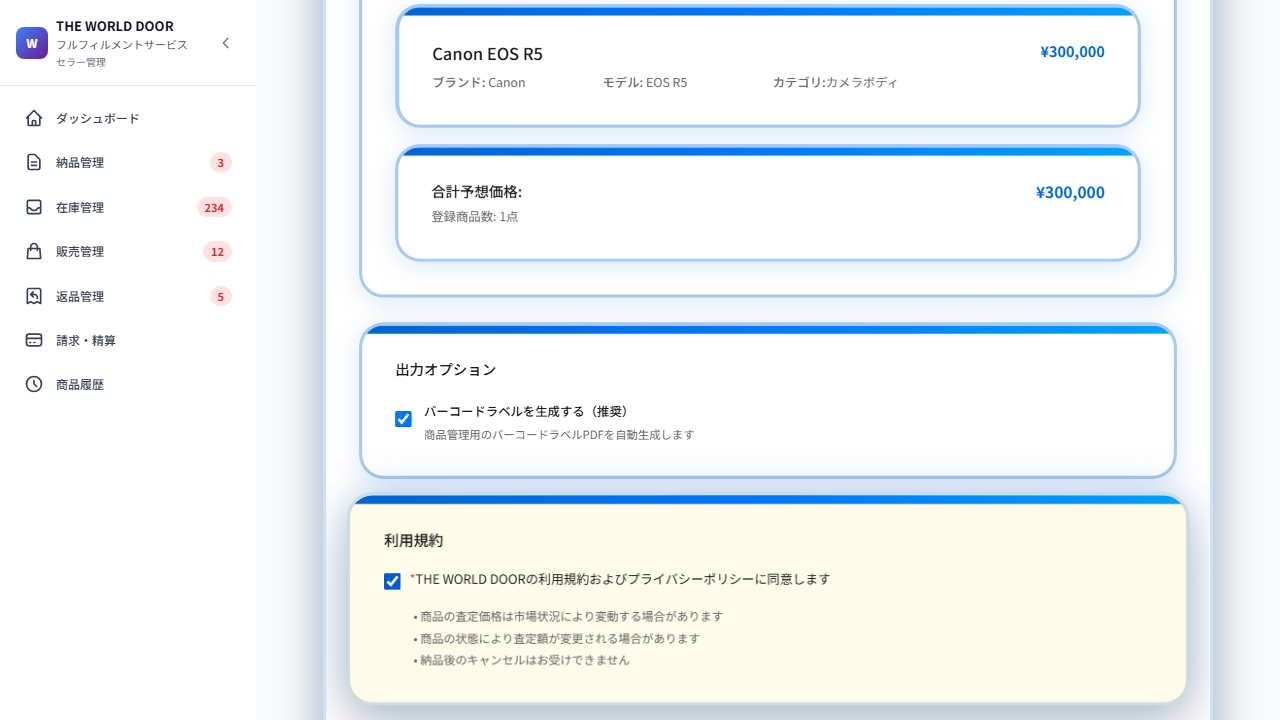 W
THE WORLD DOOR
フルフィルメントサービス
セラー管理
ダッシュボード
納品管理 3
在庫管理 234
販売管理 12
返品管理 5
請求・精算
商品履歴
Canon EOS R5 ¥300,000
ブランド: Canon モデル: EOS R5 カテゴリ:カメラボディ
合計予想価格: ¥300,000
登録商品数: 1点
出力オプション
バーコードラベルを生成する（推奨）
商品管理用のバーコードラベルPDFを自動生成します
利用規約
*THE WORLD DOORの利用規約およびプライバシーポリシーに同意します
• 商品の査定価格は市場状況により変動する場合があります
• 商品の状態により査定額が変更される場合があります
• 納品後のキャンセルはお受けできません